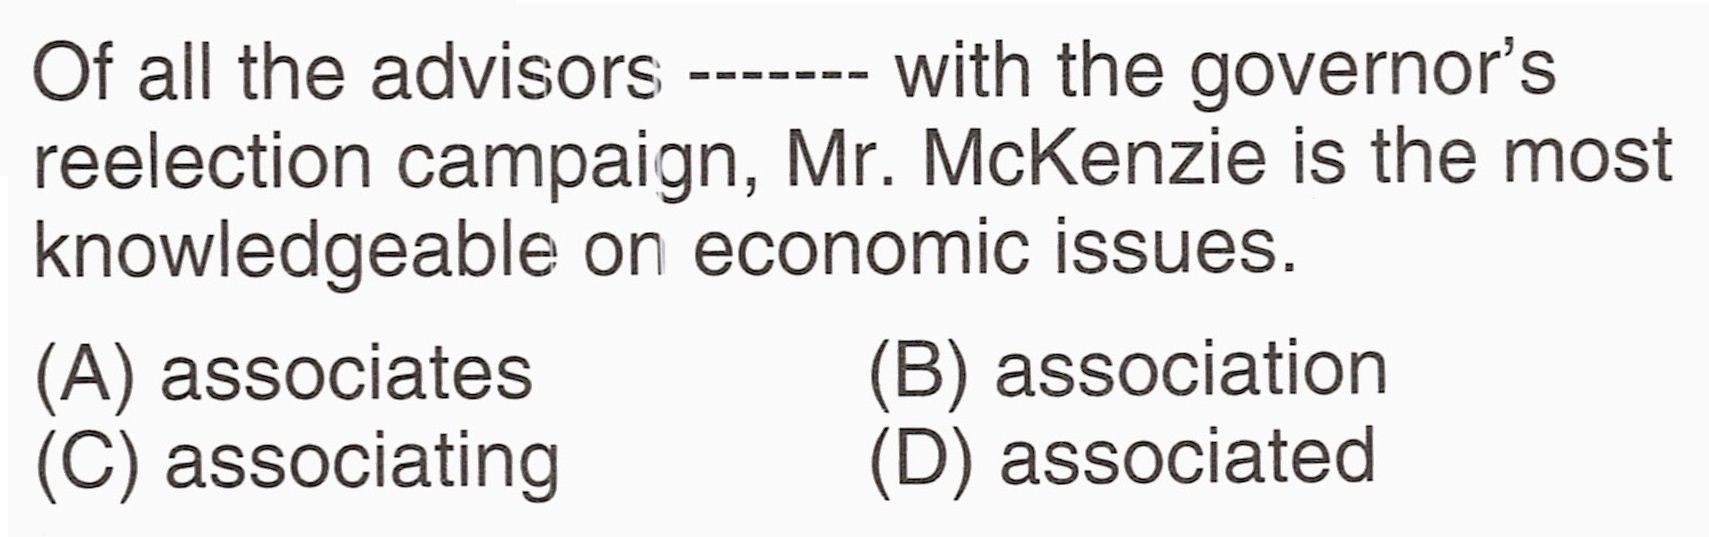 Of all the advisors ------- with the governor's
reelection campaign, Mr. McKenzie is the most
knowledgeable on economic issues.
(A) associates (B) association
(C) associating (D) associated